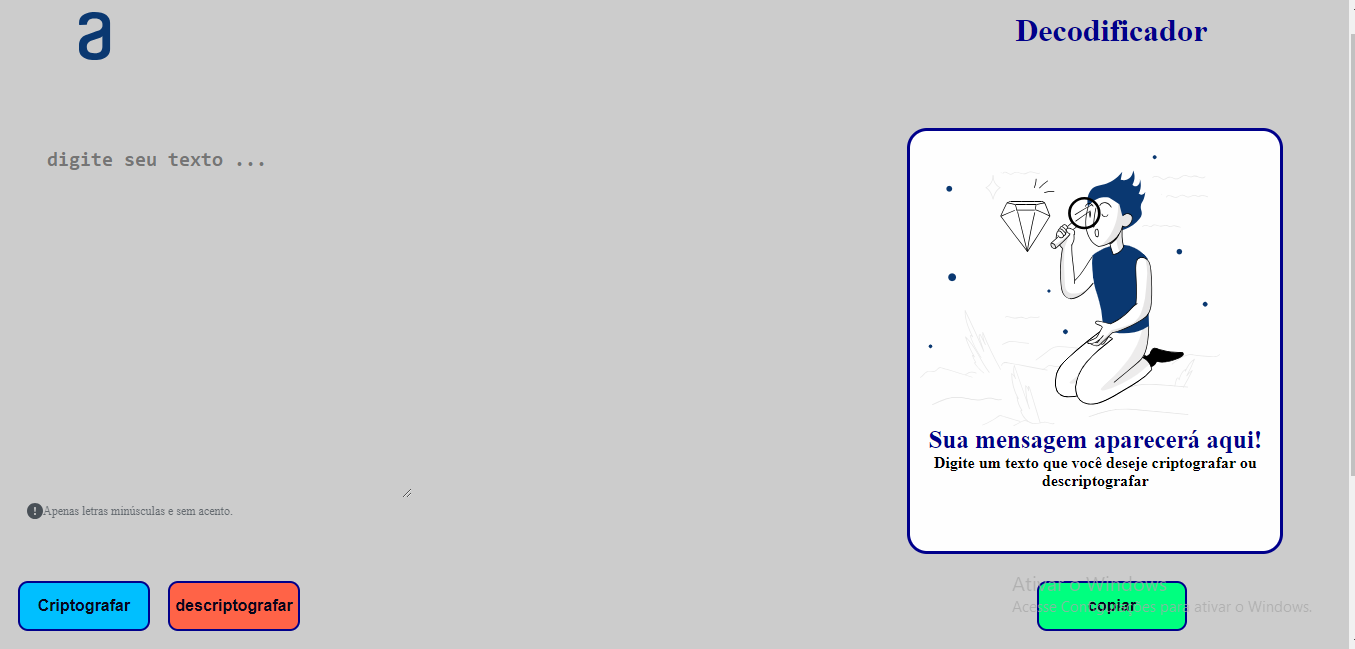 a
Decodificador
digite seu texto ...
Sua mensagem aparecerá aqui!
Digite um texto que você deseje criptografar ou
descriptografar
! Apenas letras minúsculas e sem acento.
Criptografar
descriptografar
copiar
Ativar o Windows
Acesse Configurações para ativar o Windows.